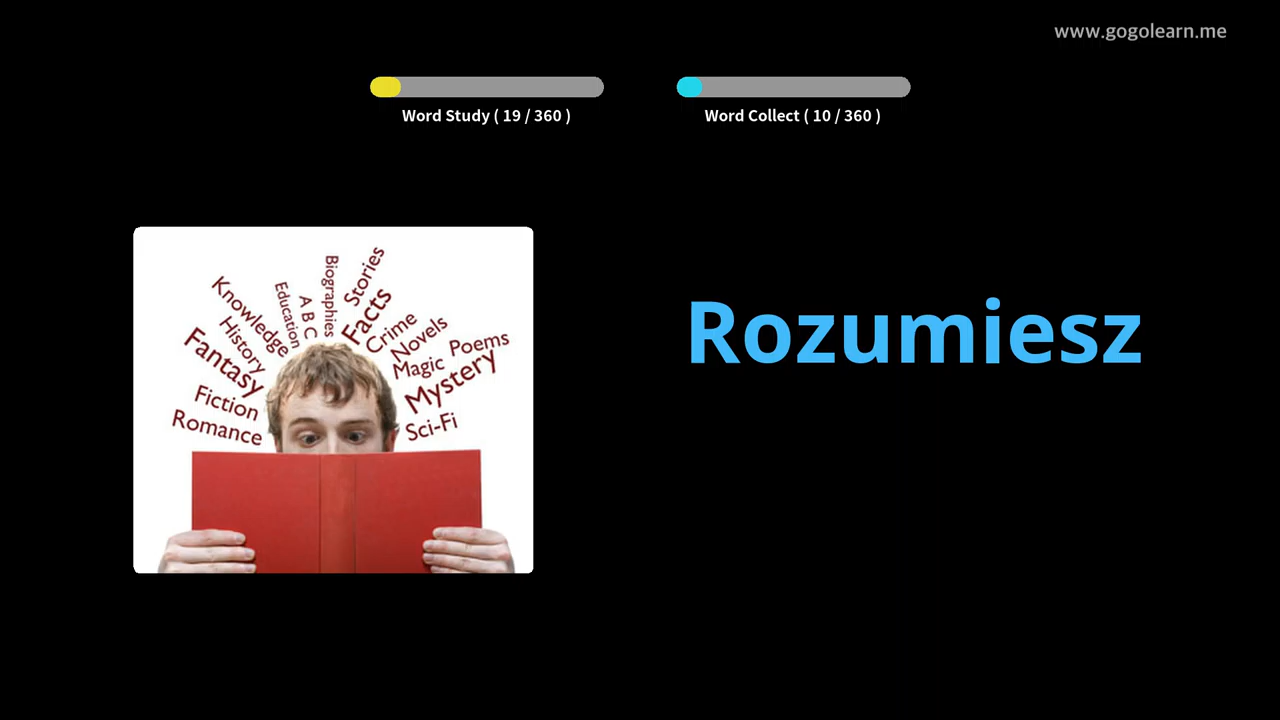 www.gogolearn.me
Word Study ( 19 / 360 )
Word Collect ( 10 / 360 )
Rozumiesz
Biographies
Stories
Education
A B C
Facts
Knowledge
Crime
History
Novels
Fantasy
Magic
Poems
Mystery
Fiction
Romance
Sci-Fi